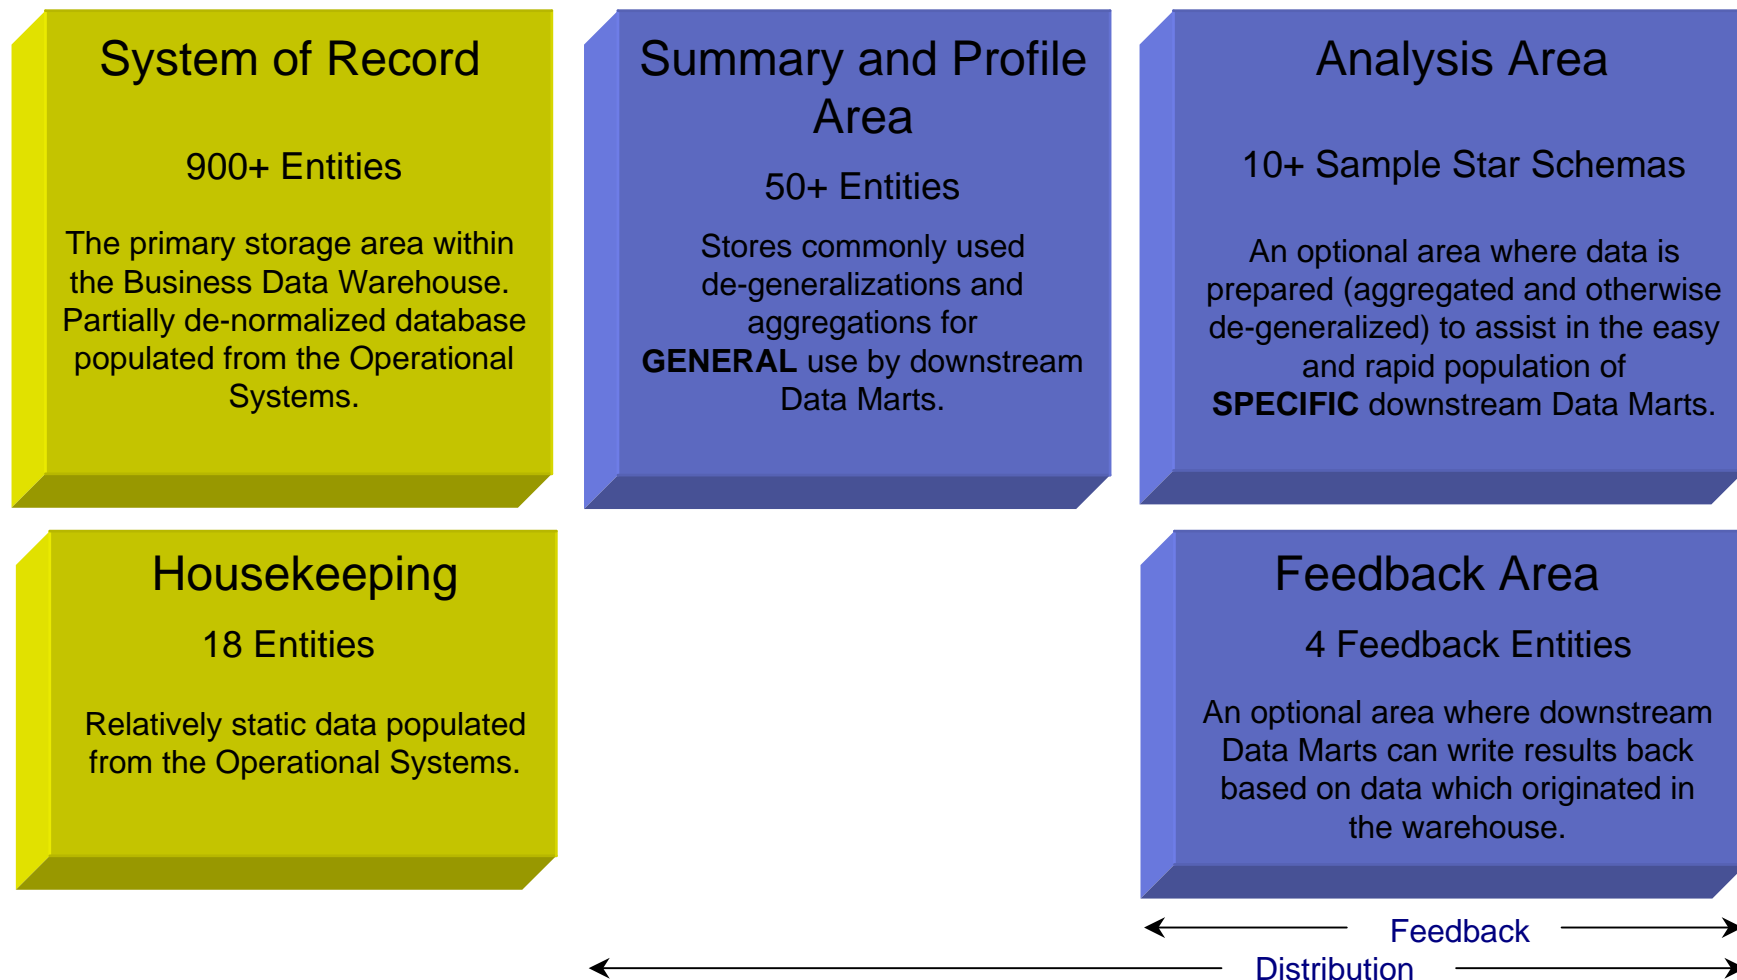 System of Record
900+ Entities
The primary storage area within
the Business Data Warehouse.
Partially de-normalized database
populated from the Operational
Systems.
Summary and Profile
Area
50+ Entities
Stores commonly used
de-generalizations and
aggregations for
GENERAL use by downstream
Data Marts.
Analysis Area
10+ Sample Star Schemas
An optional area where data is
prepared (aggregated and otherwise
de-generalized) to assist in the easy
and rapid population of
SPECIFIC downstream Data Marts.
Housekeeping
18 Entities
Relatively static data populated
from the Operational Systems.
Feedback Area
4 Feedback Entities
An optional area where downstream
Data Marts can write results back
based on data which originated in
the warehouse.
Feedback
Distribution